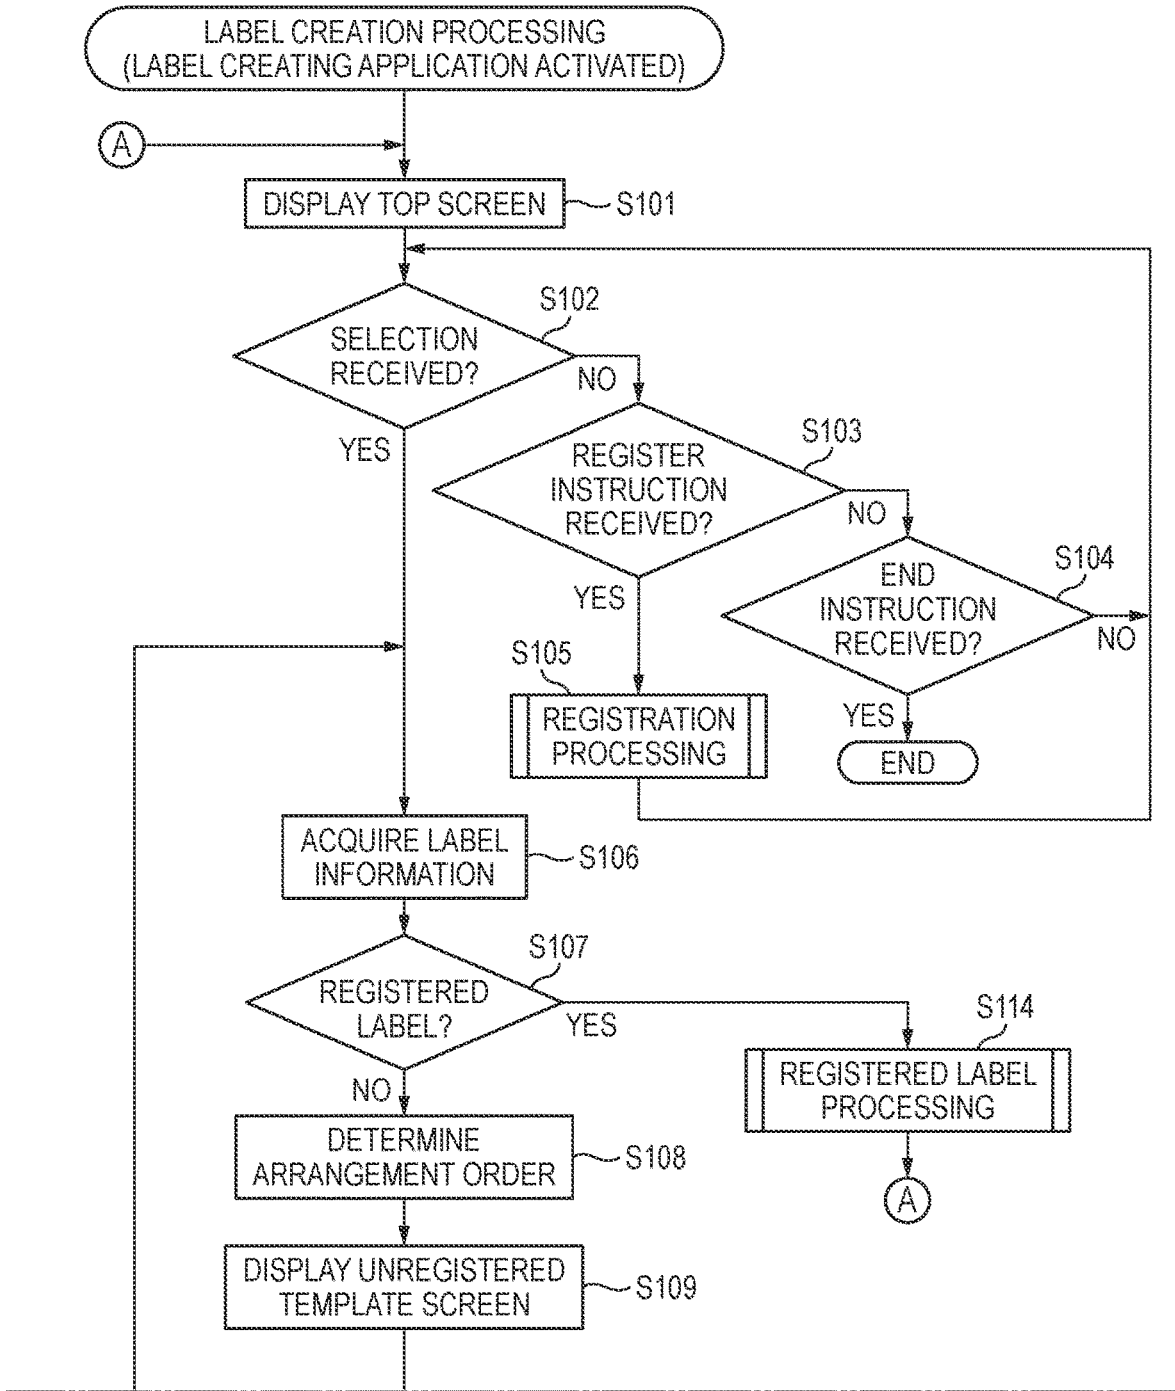 LABEL CREATION PROCESSING
(LABEL CREATING APPLICATION ACTIVATED)
A
DISPLAY TOP SCREEN
S101
S102
SELECTION
RECEIVED?
NO
YES
S103
REGISTER
INSTRUCTION
RECEIVED?
NO
YES
S104
END
INSTRUCTION
RECEIVED?
NO
YES
END
S105
REGISTRATION
PROCESSING
ACQUIRE LABEL
INFORMATION
S106
S107
REGISTERED
LABEL?
YES
NO
S114
REGISTERED LABEL
PROCESSING
A
DETERMINE
ARRANGEMENT ORDER
S108
DISPLAY UNREGISTERED
TEMPLATE SCREEN
S109